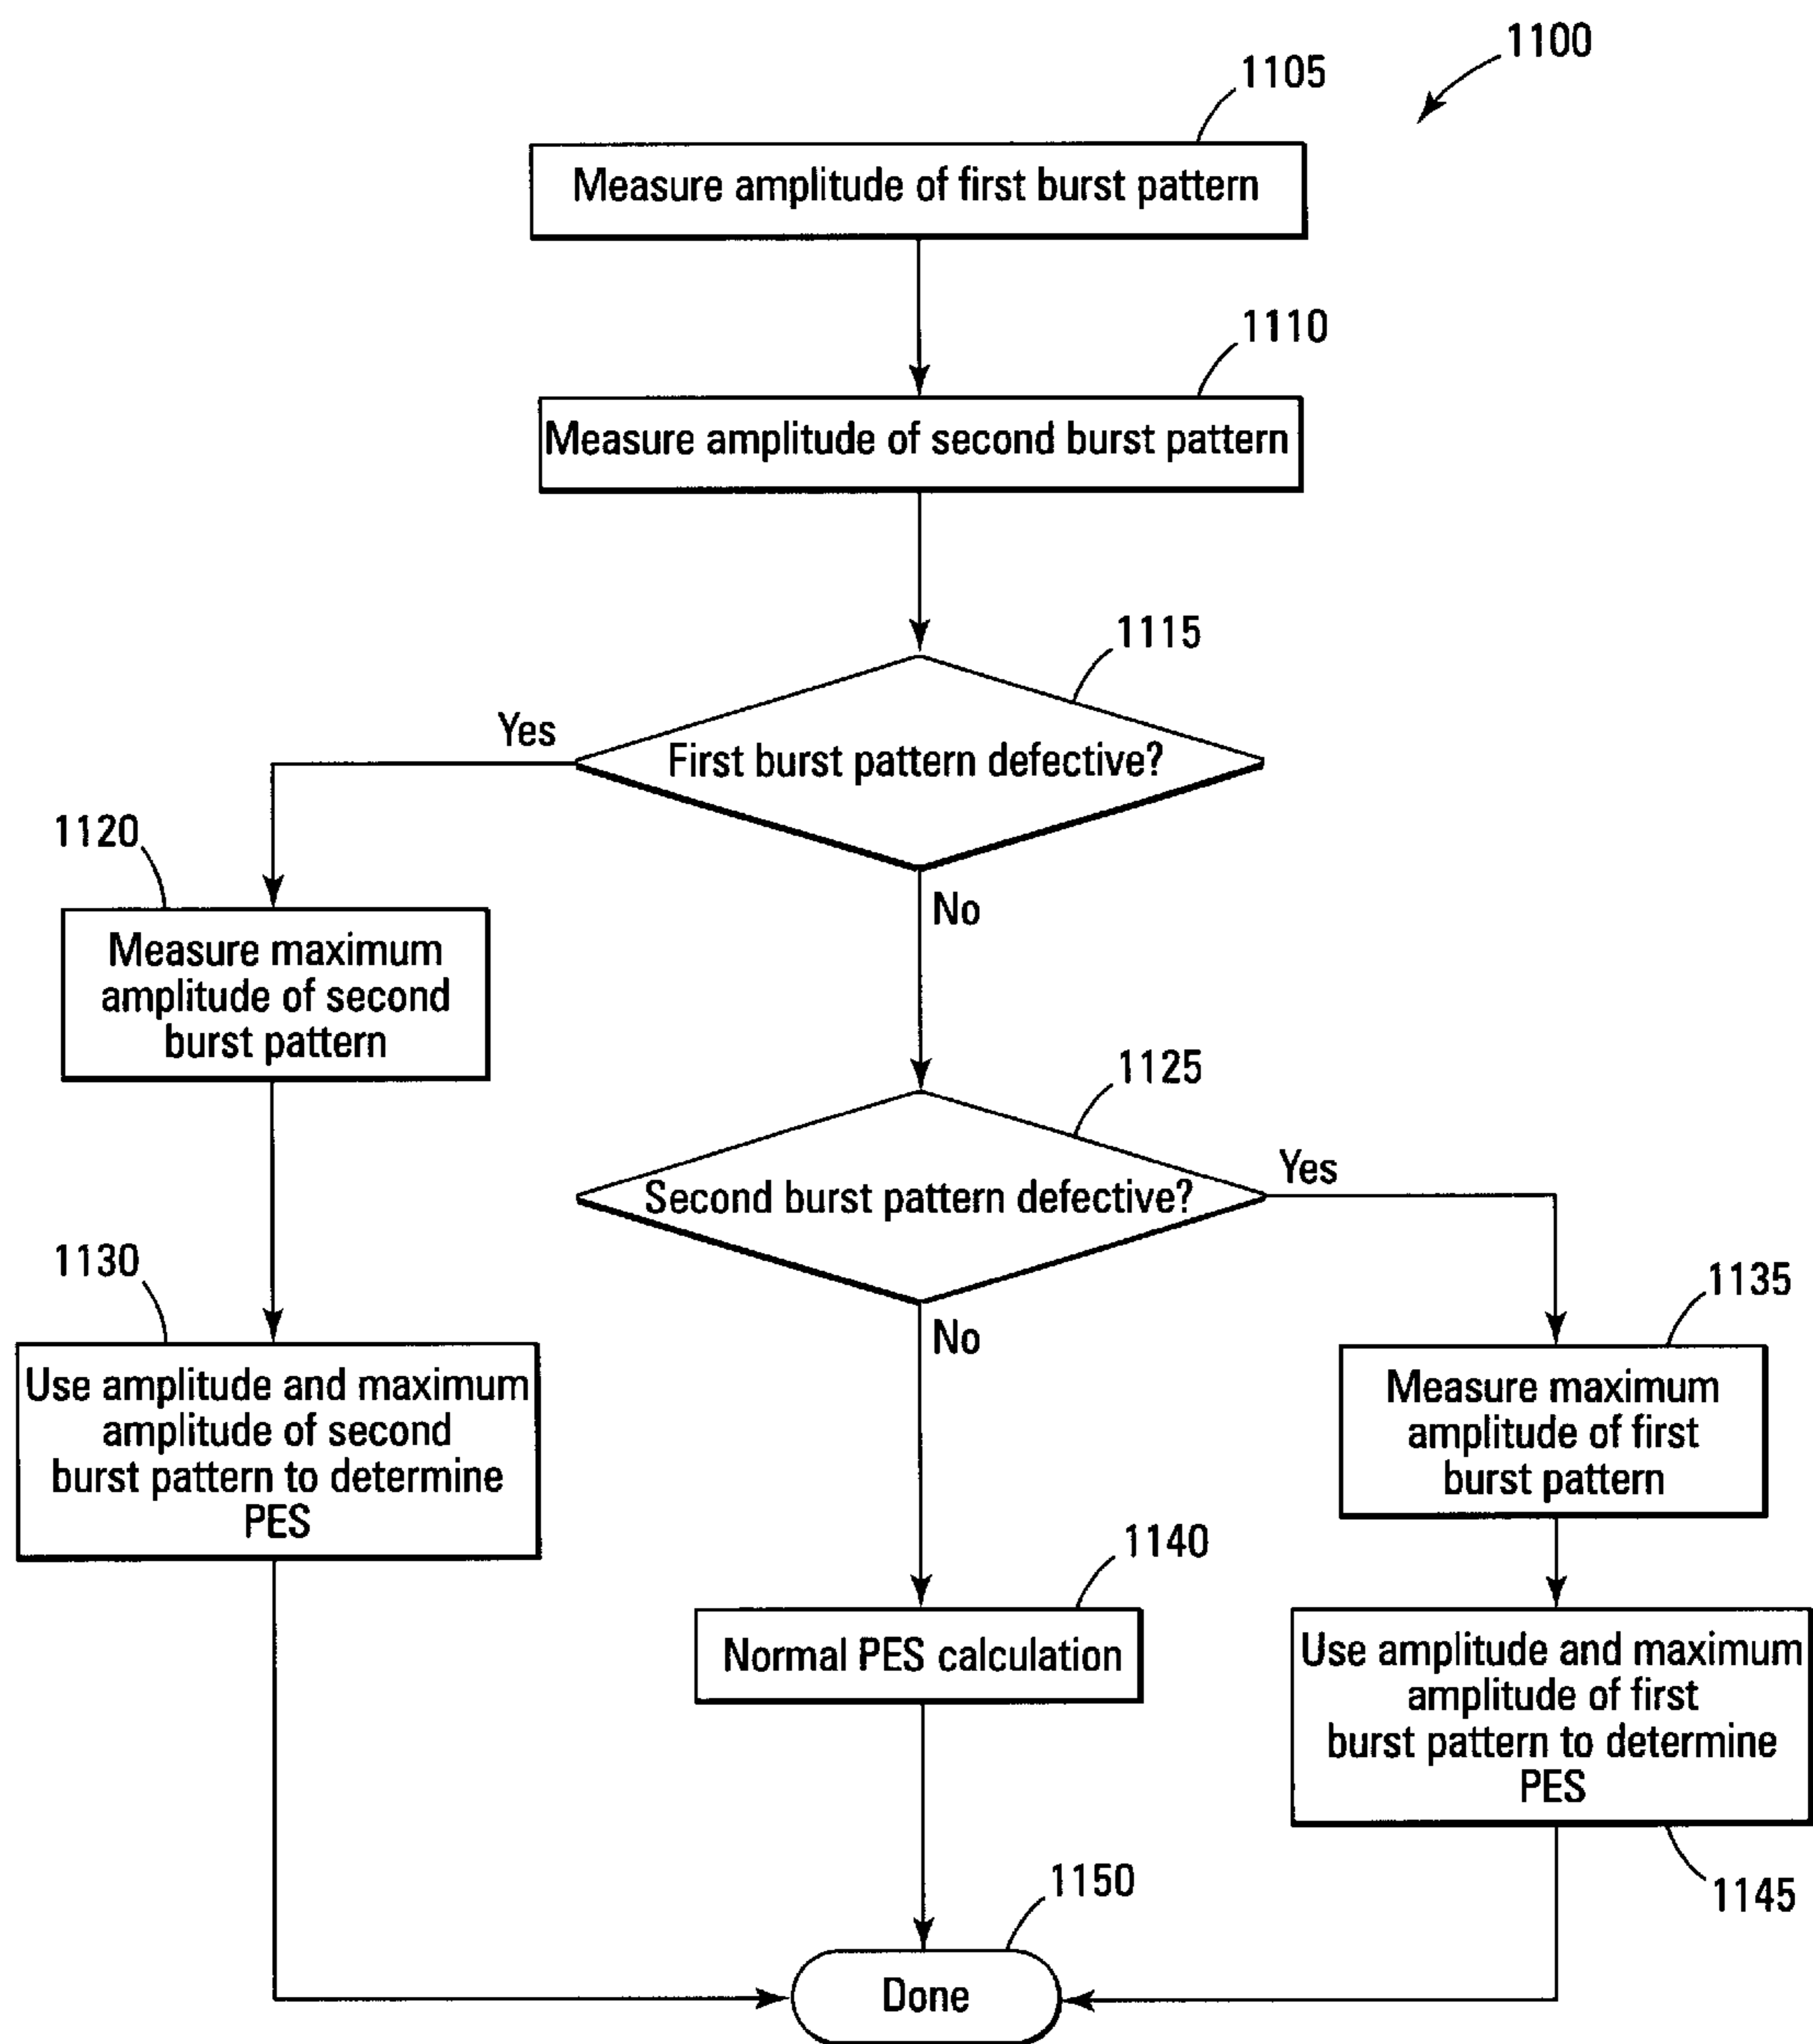 1100
1105
Measure amplitude of first burst pattern
1110
Measure amplitude of second burst pattern
1115
First burst pattern defective?
Yes
No
1120
Measure maximum
amplitude of second
burst pattern
1125
Second burst pattern defective?
Yes
No
1130
Use amplitude and maximum
amplitude of second
burst pattern to determine
PES
1135
Measure maximum
amplitude of first
burst pattern
1140
Normal PES calculation
Use amplitude and maximum
amplitude of first
burst pattern to determine
PES
1145
1150
Done